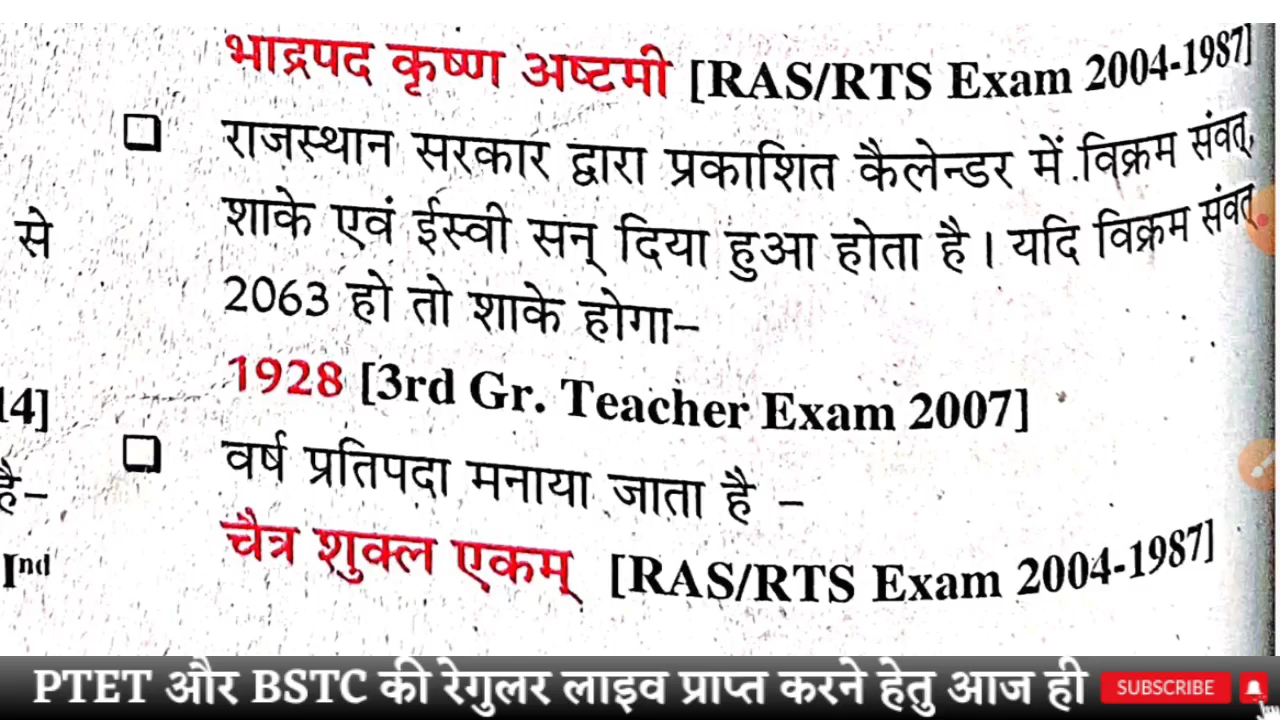 भाद्रपद कृष्ण अष्टमी [RAS/RTS Exam 2004-1987]
राजस्थान सरकार द्वारा प्रकाशित कैलेन्डर में विक्रम संवत्,
शाके एवं ईस्वी सन् दिया हुआ होता है। यदि विक्रम संवत्
से
2063 हो तो शाके होगा–
1928 [3rd Gr. Teacher Exam 2007]
14]
वर्ष प्रतिपदा मनाया जाता है –
है–
चैत्र शुक्ल एकम् [RAS/RTS Exam 2004-1987]
Ind
PTET और BSTC की रेगुलर लाइव प्राप्त करने हेतु आज ही SUBSCRIBE